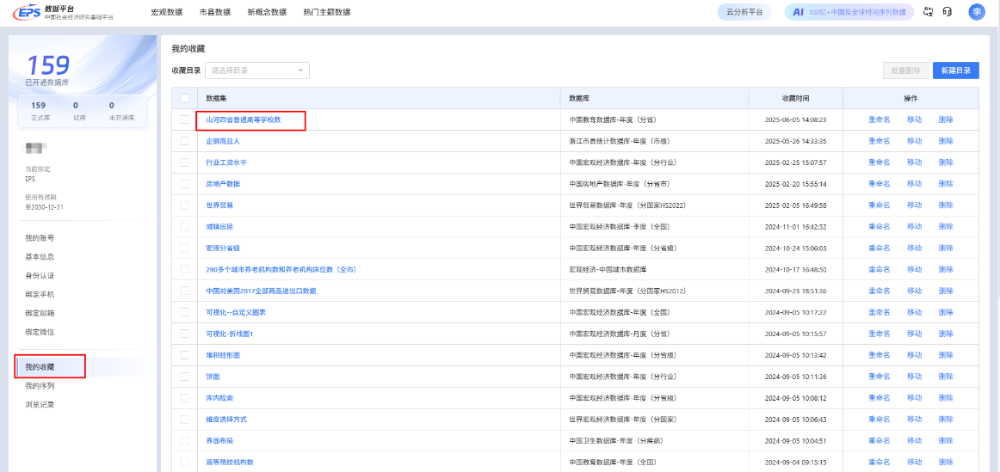 EPS 数据平台
中国社会经济研究基础平台
宏观数据 市县数据 新概念数据 热门主题数据
云分析平台
AI 100亿+中国及全球时间序列数据
李
159
已开通数据库
159 0 0
正式库 试用 未开通库
当前绑定
EPS
使用有效期
至2030-12-31
我的账号
基本信息
身份认证
绑定手机
绑定邮箱
绑定微信
我的收藏
我的序列
浏览记录
我的收藏
收藏目录 请选择目录 批量删除 新建目录
数据集 数据库 收藏时间 操作
山河四省普通高等学校数 中国教育数据库-年度（分省） 2025-06-05 14:08:23 重命名 移动 删除
企鹅而且人 浙江市县统计数据库-年度（市级） 2025-05-26 14:33:35 重命名 移动 删除
行业工资水平 中国宏观经济数据库-年度（分行业） 2025-02-25 15:07:57 重命名 移动 删除
房地产数据 中国房地产数据库-年度（分省市） 2025-02-20 15:55:14 重命名 移动 删除
世界贸易 世界贸易数据库-年度（分国家HS2022） 2025-02-05 16:49:58 重命名 移动 删除
城镇居民 中国宏观经济数据库-季度（全国） 2024-11-01 16:42:32 重命名 移动 删除
宏观分省级 中国宏观经济数据库-年度（分省级） 2024-10-24 15:06:03 重命名 移动 删除
290多个城市养老机构数和养老机构床位数（全市） 宏观经济-中国城市数据库 2024-10-17 16:48:50 重命名 移动 删除
中国对美国2017全部商品进出口数据 世界贸易数据库-年度（分国家HS2012） 2024-09-23 18:51:36 重命名 移动 删除
可视化--自定义图表 中国宏观经济数据库-年度（全国） 2024-09-05 10:17:22 重命名 移动 删除
可视化-折线图1 中国宏观经济数据库-月度（分省） 2024-09-05 10:15:57 重命名 移动 删除
堆积柱形图 中国宏观经济数据库-年度（分省级） 2024-09-05 10:13:42 重命名 移动 删除
饼图 中国宏观经济数据库-年度（分行业） 2024-09-05 10:11:36 重命名 移动 删除
库内检索 中国宏观经济数据库-年度（分省级） 2024-09-05 10:08:12 重命名 移动 删除
维度选择方式 世界宏观经济数据库-年度（分国家） 2024-09-05 10:06:43 重命名 移动 删除
界面布局 中国卫生数据库-年度（分疾病） 2024-09-05 10:04:51 重命名 移动 删除
高等院校机构数 中国教育数据库-年度（全国） 2024-09-04 09:15:15 重命名 移动 删除